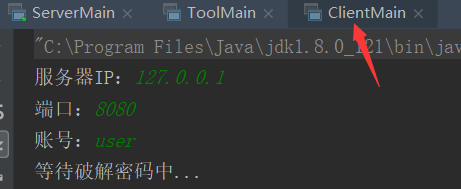 ServerMain ToolMain ClientMain
"C:\Program Files\Java\jdk1.8.0_121\bin\jav
服务器IP：127.0.0.1
端口：8080
账号：user
等待破解密码中...